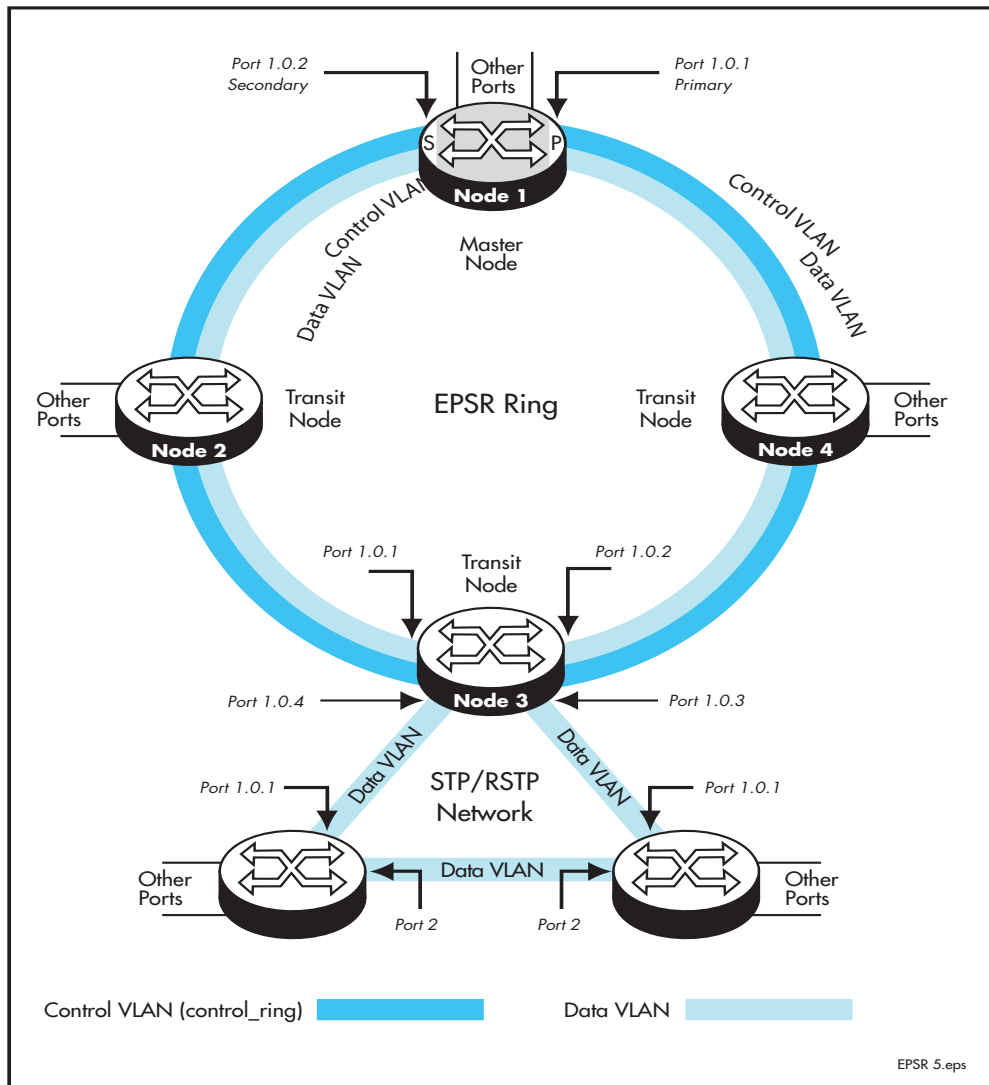 Port 1.0.2
Secondary
Other
Ports
Port 1.0.1
Primary
S
P
Node 1
Control VLAN
Data VLAN
Master
Node
Control VLAN
Data VLAN
Other
Ports
Node 2
Transit
Node
EPSR Ring
Transit
Node
Node 4
Other
Ports
Port 1.0.1
Transit
Node
Port 1.0.2
Node 3
Port 1.0.4
Port 1.0.3
Data VLAN
Data VLAN
Port 1.0.1
STP/RSTP
Network
Port 1.0.1
Other
Ports
Data VLAN
Other
Ports
Port 2
Port 2
Control VLAN (control_ring)
Data VLAN
EPSR 5.eps